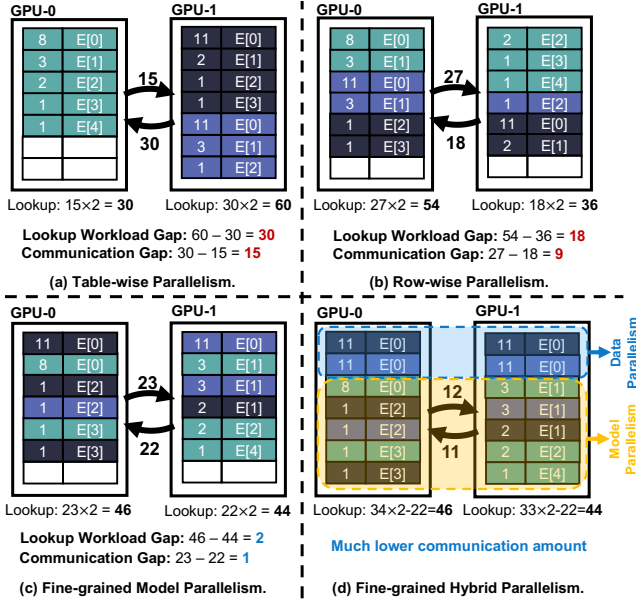 GPU-0 GPU-1
8 E[0] 11 E[0]
3 E[1] 2 E[1]
2 E[2] 1 E[2]
1 E[3] 1 E[3]
1 E[4] 11 E[0]
3 E[1]
1 E[2]
15
30
Lookup: 15×2 = 30 Lookup: 30×2 = 60
Lookup Workload Gap: 60 – 30 = 30
Communication Gap: 30 – 15 = 15
(a) Table-wise Parallelism.
GPU-0 GPU-1
8 E[0] 2 E[2]
3 E[1] 1 E[3]
11 E[0] 1 E[4]
3 E[1] 1 E[2]
1 E[2] 11 E[0]
1 E[3] 2 E[1]
27
18
Lookup: 27×2 = 54 Lookup: 18×2 = 36
Lookup Workload Gap: 54 – 36 = 18
Communication Gap: 27 – 18 = 9
(b) Row-wise Parallelism.
GPU-0 GPU-1
11 E[0] 11 E[0]
8 E[0] 3 E[1]
1 E[2] 3 E[1]
1 E[2] 2 E[1]
1 E[3] 2 E[2]
1 E[3] 1 E[4]
23
22
Lookup: 23×2 = 46 Lookup: 22×2 = 44
Lookup Workload Gap: 46 – 44 = 2
Communication Gap: 23 – 22 = 1
(c) Fine-grained Model Parallelism.
GPU-0 GPU-1
11 E[0] 11 E[0]
11 E[0] 11 E[0]
8 E[0] 3 E[1]
1 E[2] 3 E[1]
1 E[2] 2 E[1]
1 E[3] 2 E[2]
1 E[3] 1 E[4]
12
11
Data
Parallelism
Model
Parallelism
Lookup: 34×2-22=46 Lookup: 33×2-22=44
Much lower communication amount
(d) Fine-grained Hybrid Parallelism.